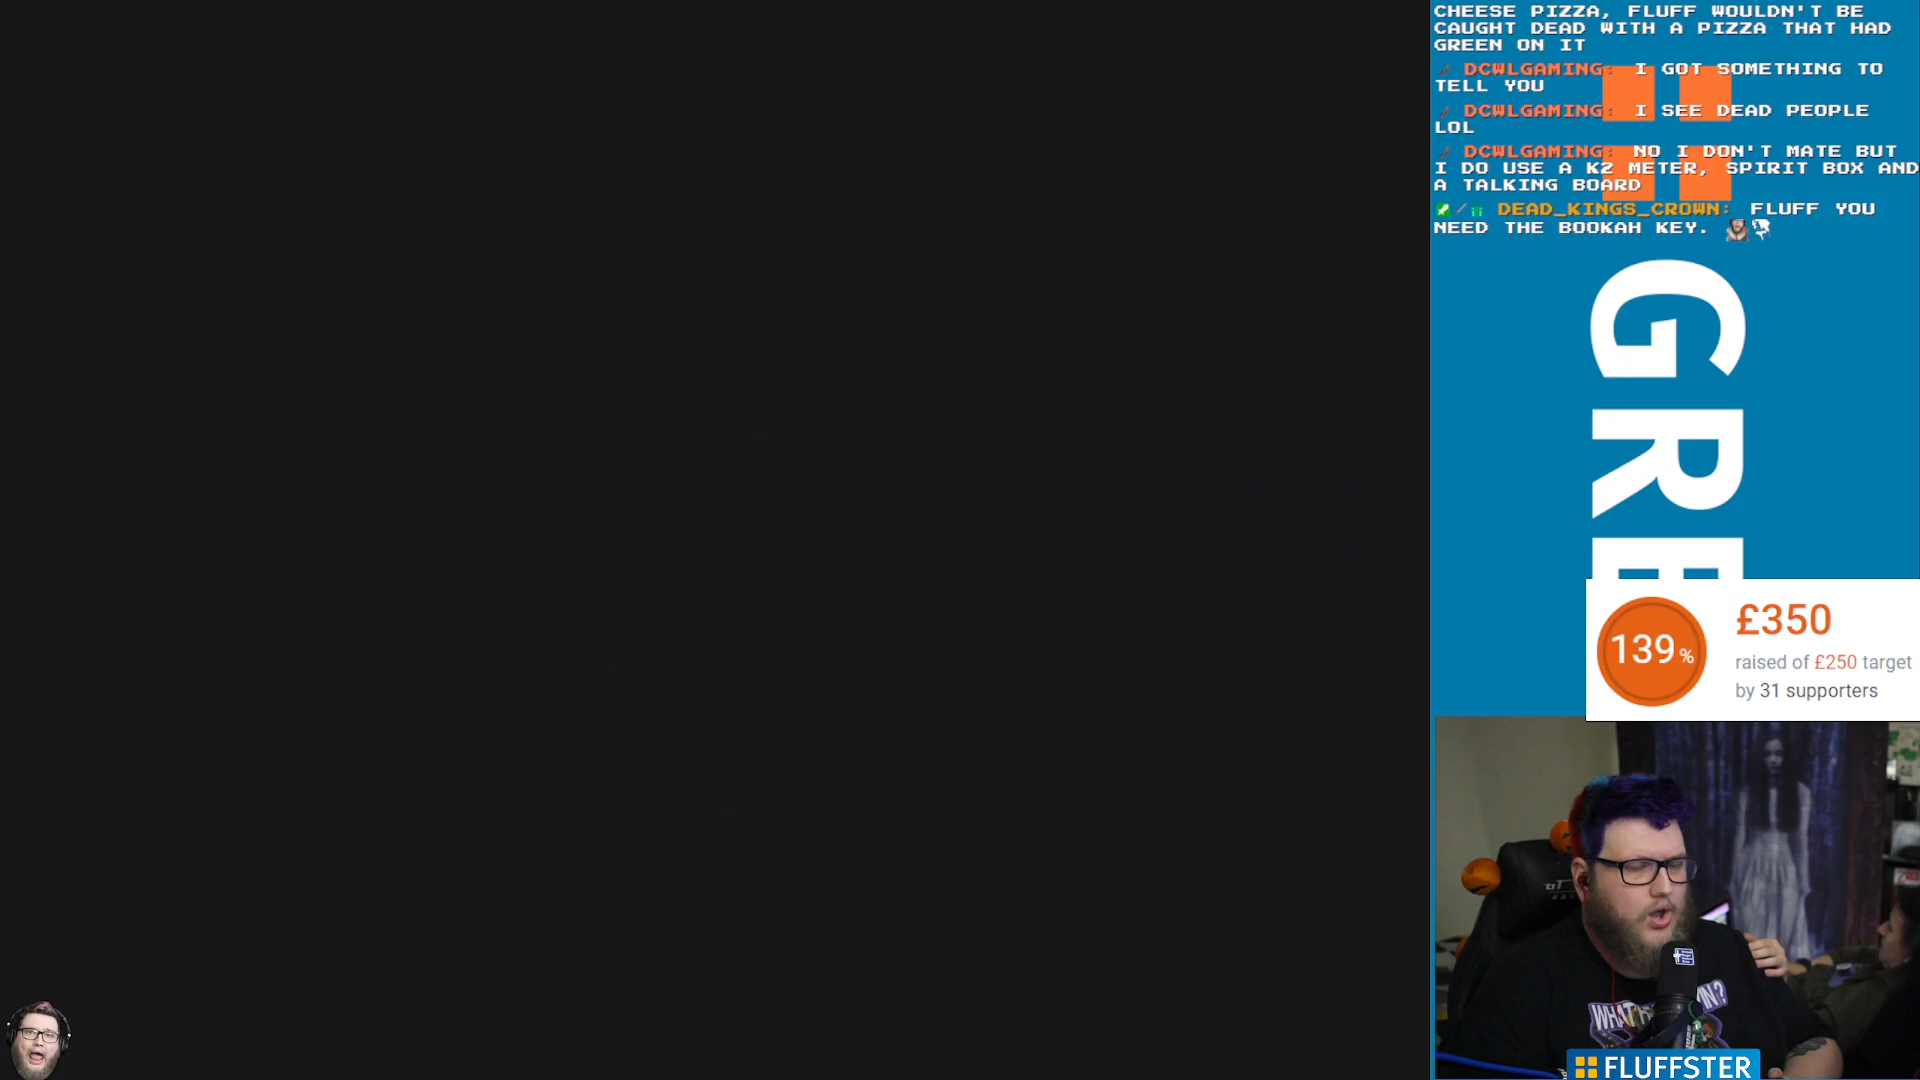 CHEESE PIZZA, FLUFF WOULDN'T BE
CAUGHT DEAD WITH A PIZZA THAT HAD
GREEN ON IT
DCWLGAMING: I GOT SOMETHING TO
TELL YOU
DCWLGAMING: I SEE DEAD PEOPLE
LOL
DCWLGAMING: NO I DON'T MATE BUT
I DO USE A K2 METER, SPIRIT BOX AND
A TALKING BOARD
DEAD_KINGS_CROWN: FLUFF YOU
NEED THE BOOKAH KEY.
GRE
139%
£350
raised of £250 target
by 31 supporters
FLUFFSTER